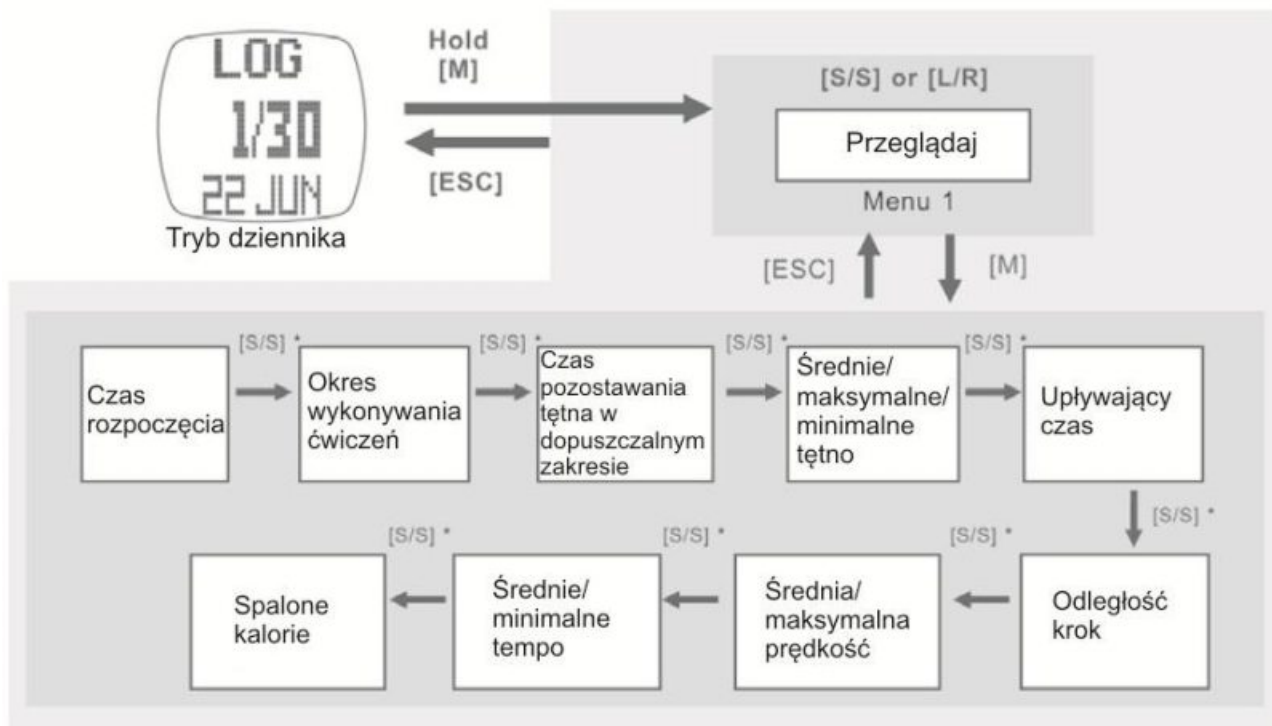 LOG
1/30
22 JUN
Tryb dziennika
Hold
[M]
[ESC]
[S/S] or [L/R]
Przeglądaj
Menu 1
[ESC]
[M]
Czas
rozpoczęcia
[S/S] *
Okres
wykonywania
ćwiczeń
[S/S] *
Czas
pozostawania
tętna w
dopuszczalnym
zakresie
[S/S] *
Średnie/
maksymalne/
minimalne
tętno
[S/S] *
Upływający
czas
[S/S] *
Odległość
krok
[S/S] *
Średnia/
maksymalna
prędkość
[S/S] *
Średnie/
minimalne
tempo
[S/S] *
Spalone
kalorie